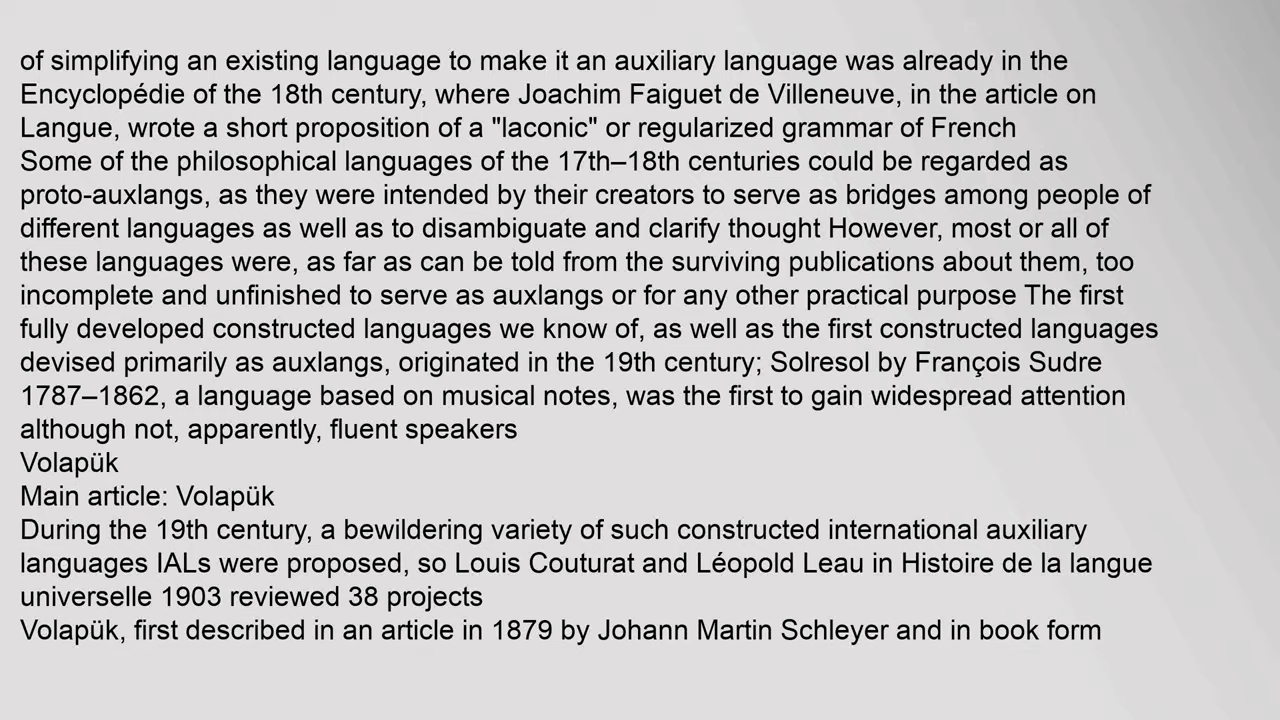 of simplifying an existing language to make it an auxiliary language was already in the
Encyclopédie of the 18th century, where Joachim Faiguet de Villeneuve, in the article on
Langue, wrote a short proposition of a "laconic" or regularized grammar of French
Some of the philosophical languages of the 17th–18th centuries could be regarded as
proto-auxlangs, as they were intended by their creators to serve as bridges among people of
different languages as well as to disambiguate and clarify thought However, most or all of
these languages were, as far as can be told from the surviving publications about them, too
incomplete and unfinished to serve as auxlangs or for any other practical purpose The first
fully developed constructed languages we know of, as well as the first constructed languages
devised primarily as auxlangs, originated in the 19th century; Solresol by François Sudre
1787–1862, a language based on musical notes, was the first to gain widespread attention
although not, apparently, fluent speakers
Volapük
Main article: Volapük
During the 19th century, a bewildering variety of such constructed international auxiliary
languages IALs were proposed, so Louis Couturat and Léopold Leau in Histoire de la langue
universelle 1903 reviewed 38 projects
Volapük, first described in an article in 1879 by Johann Martin Schleyer and in book form